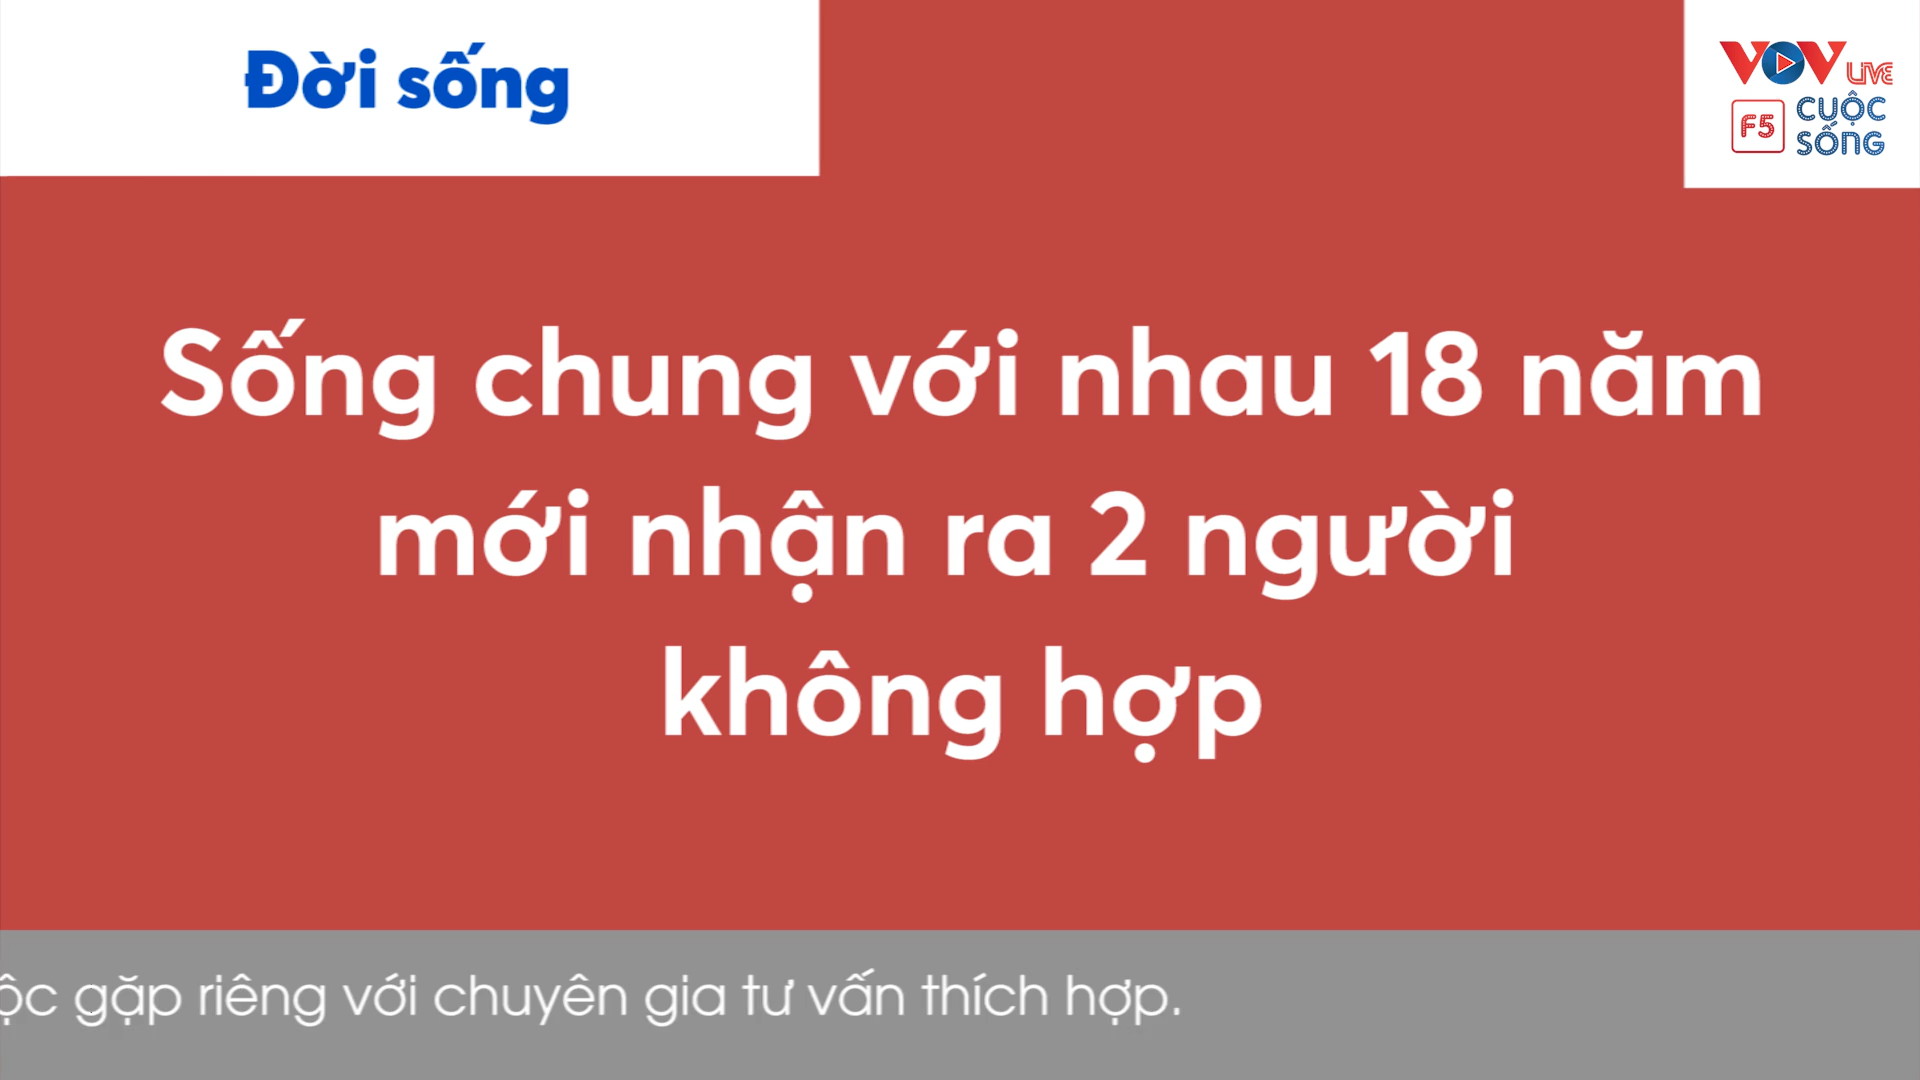 Đời sống
VOV LIVE
F5 CUỘC
SỐNG
Sống chung với nhau 18 năm
mới nhận ra 2 người
không hợp
gặp riêng với chuyên gia tư vấn thích hợp.